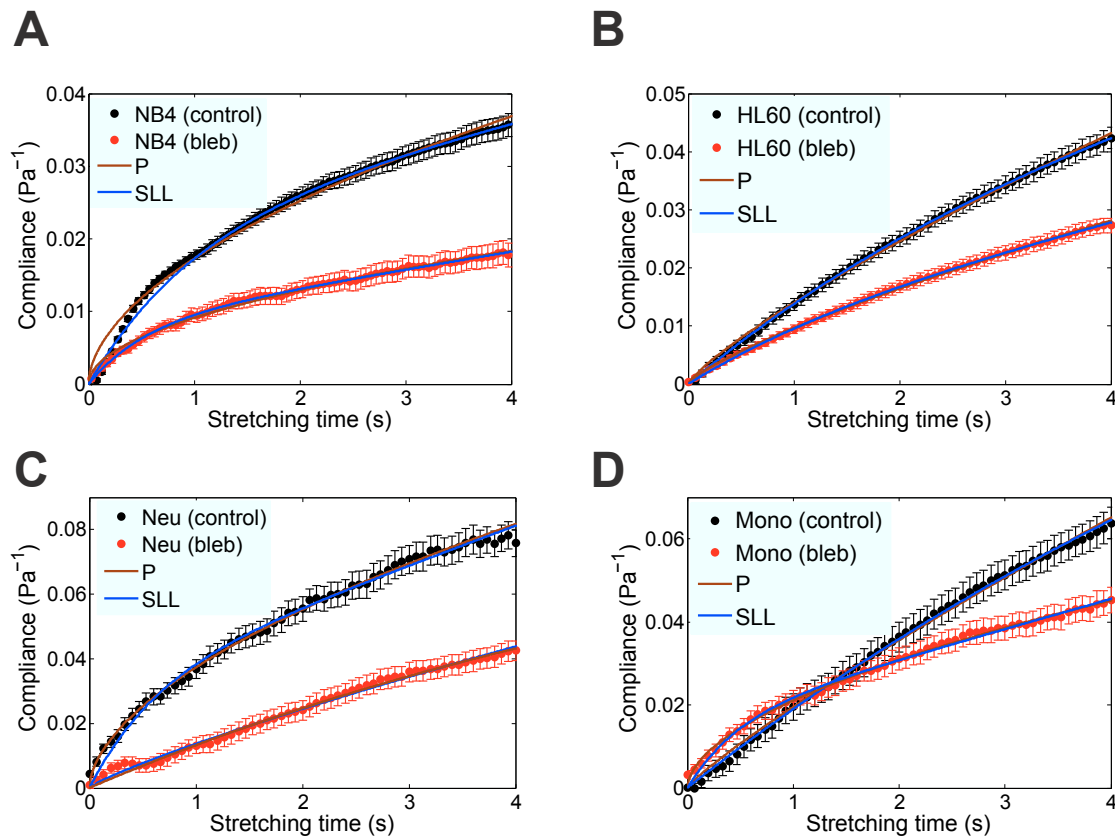 A
0.04
0.03
0.02
0.01
0
Compliance (Pa⁻¹)
NB4 (control)
NB4 (bleb)
P
SLL
0 1 2 3 4
Stretching time (s)
B
0.05
0.04
0.03
0.02
0.01
0
Compliance (Pa⁻¹)
HL60 (control)
HL60 (bleb)
P
SLL
0 1 2 3 4
Stretching time (s)
C
0.08
0.06
0.04
0.02
0
Compliance (Pa⁻¹)
Neu (control)
Neu (bleb)
P
SLL
0 1 2 3 4
Stretching time (s)
D
0.06
0.04
0.02
0
Compliance (Pa⁻¹)
Mono (control)
Mono (bleb)
P
SLL
0 1 2 3 4
Stretching time (s)